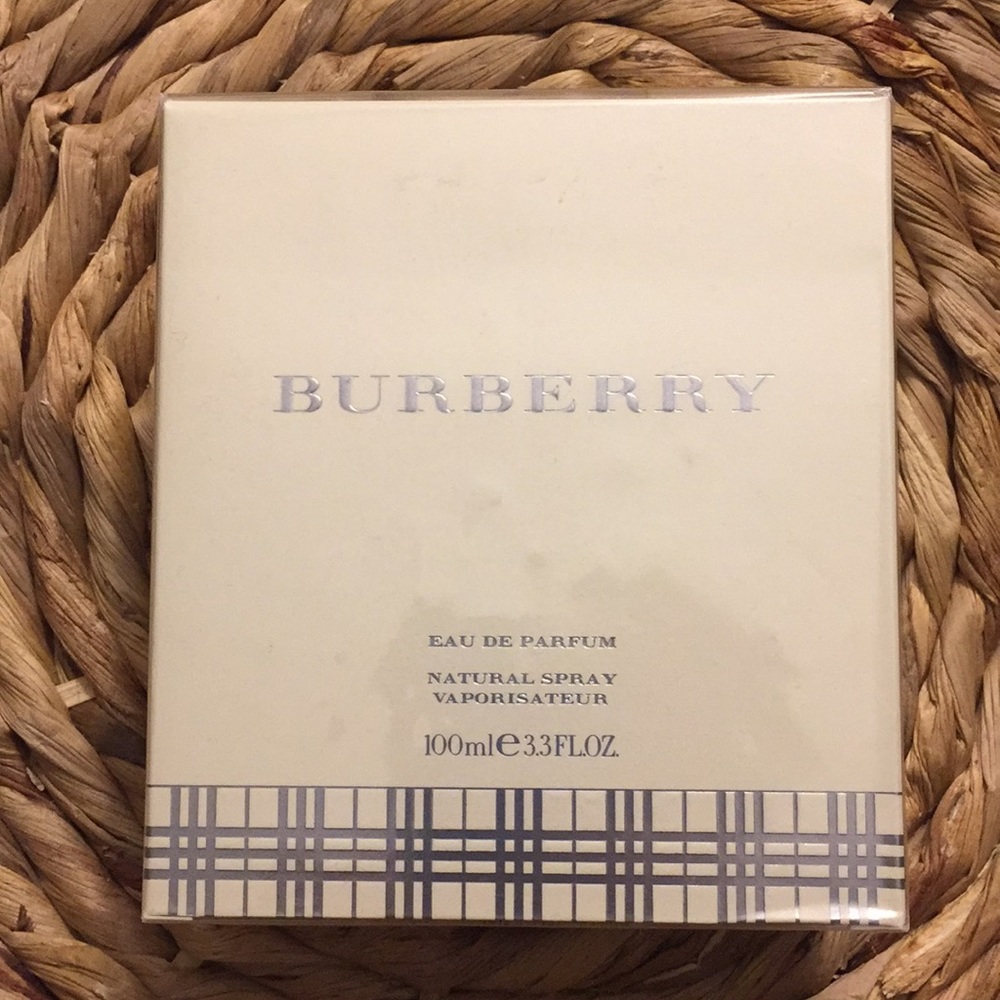 BURBERRY
EAU DE PARFUM
NATURAL SPRAY
VAPORISATEUR
100ml℮3.3FL.OZ.